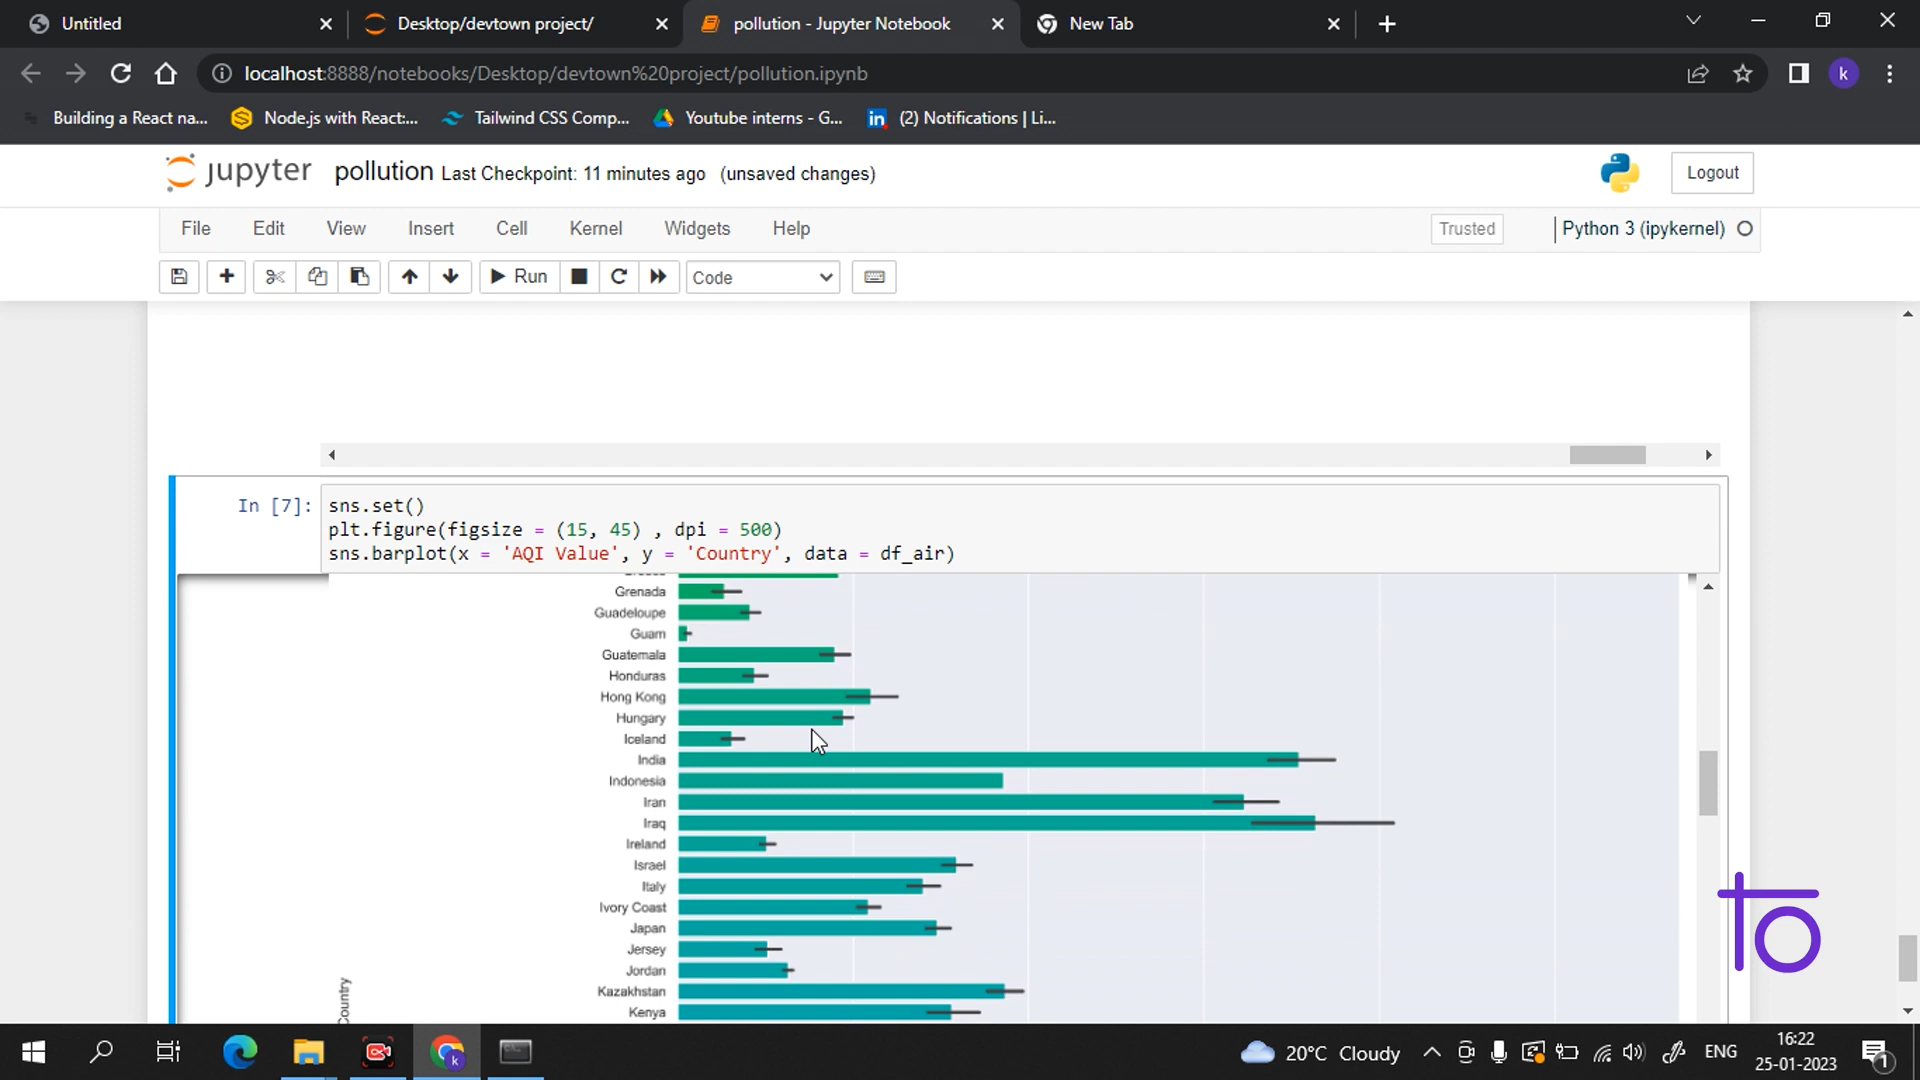 Untitled
Desktop/devtown project/
pollution - Jupyter Notebook
New Tab
localhost:8888/notebooks/Desktop/devtown%20project/pollution.ipynb
k
Building a React na...
Node.js with React:...
Tailwind CSS Comp...
Youtube interns - G...
in
(2) Notifications | Li...
jupyter
pollution Last Checkpoint: 11 minutes ago (unsaved changes)
Logout
File
Edit
View
Insert
Cell
Kernel
Widgets
Help
Trusted
Python 3 (ipykernel)
Run
Code
In [7]:
sns.set()
plt.figure(figsize = (15, 45) , dpi = 500)
sns.barplot(x = 'AQI Value', y = 'Country', data = df_air)
Grenada
Guadeloupe
Guam
Guatemala
Honduras
Hong Kong
Hungary
Iceland
India
Indonesia
Iran
Iraq
Ireland
Israel
Italy
Ivory Coast
Japan
Jersey
Jordan
Kazakhstan
Kenya
Country
to
k
20°C Cloudy
ENG
16:22
25-01-2023
1